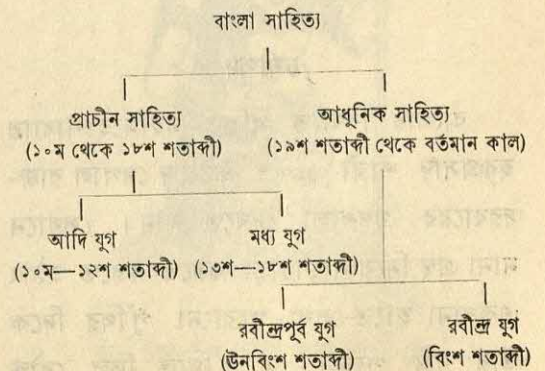 বাংলা সাহিত্য
প্রাচীন সাহিত্য আধুনিক সাহিত্য
(১০ম থেকে ১৮শ শতাব্দী) (১৯শ শতাব্দী থেকে বর্তমান কাল)
আদি যুগ মধ্য যুগ
(১০ম—১২শ শতাব্দী) (১৩শ—১৮শ শতাব্দী)
রবীন্দ্রপূর্ব যুগ রবীন্দ্র যুগ
(ঊনবিংশ শতাব্দী) (বিংশ শতাব্দী)